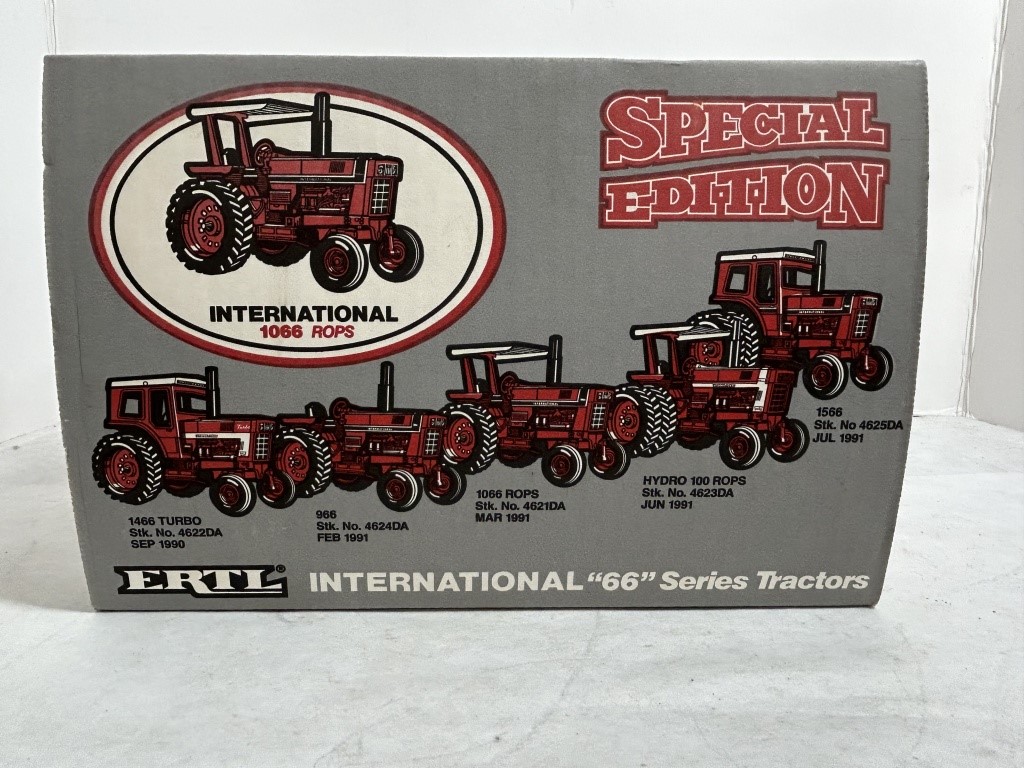 INTERNATIONAL
1066 ROPS
SPECIAL
EDITION
1466 TURBO
Stk. No. 4622DA
SEP 1990
966
Stk. No. 4624DA
FEB 1991
1066 ROPS
Stk. No. 4621DA
MAR 1991
HYDRO 100 ROPS
Stk. No. 4623DA
JUN 1991
1566
Stk. No 4625DA
JUL 1991
ERTL® INTERNATIONAL “66” Series Tractors